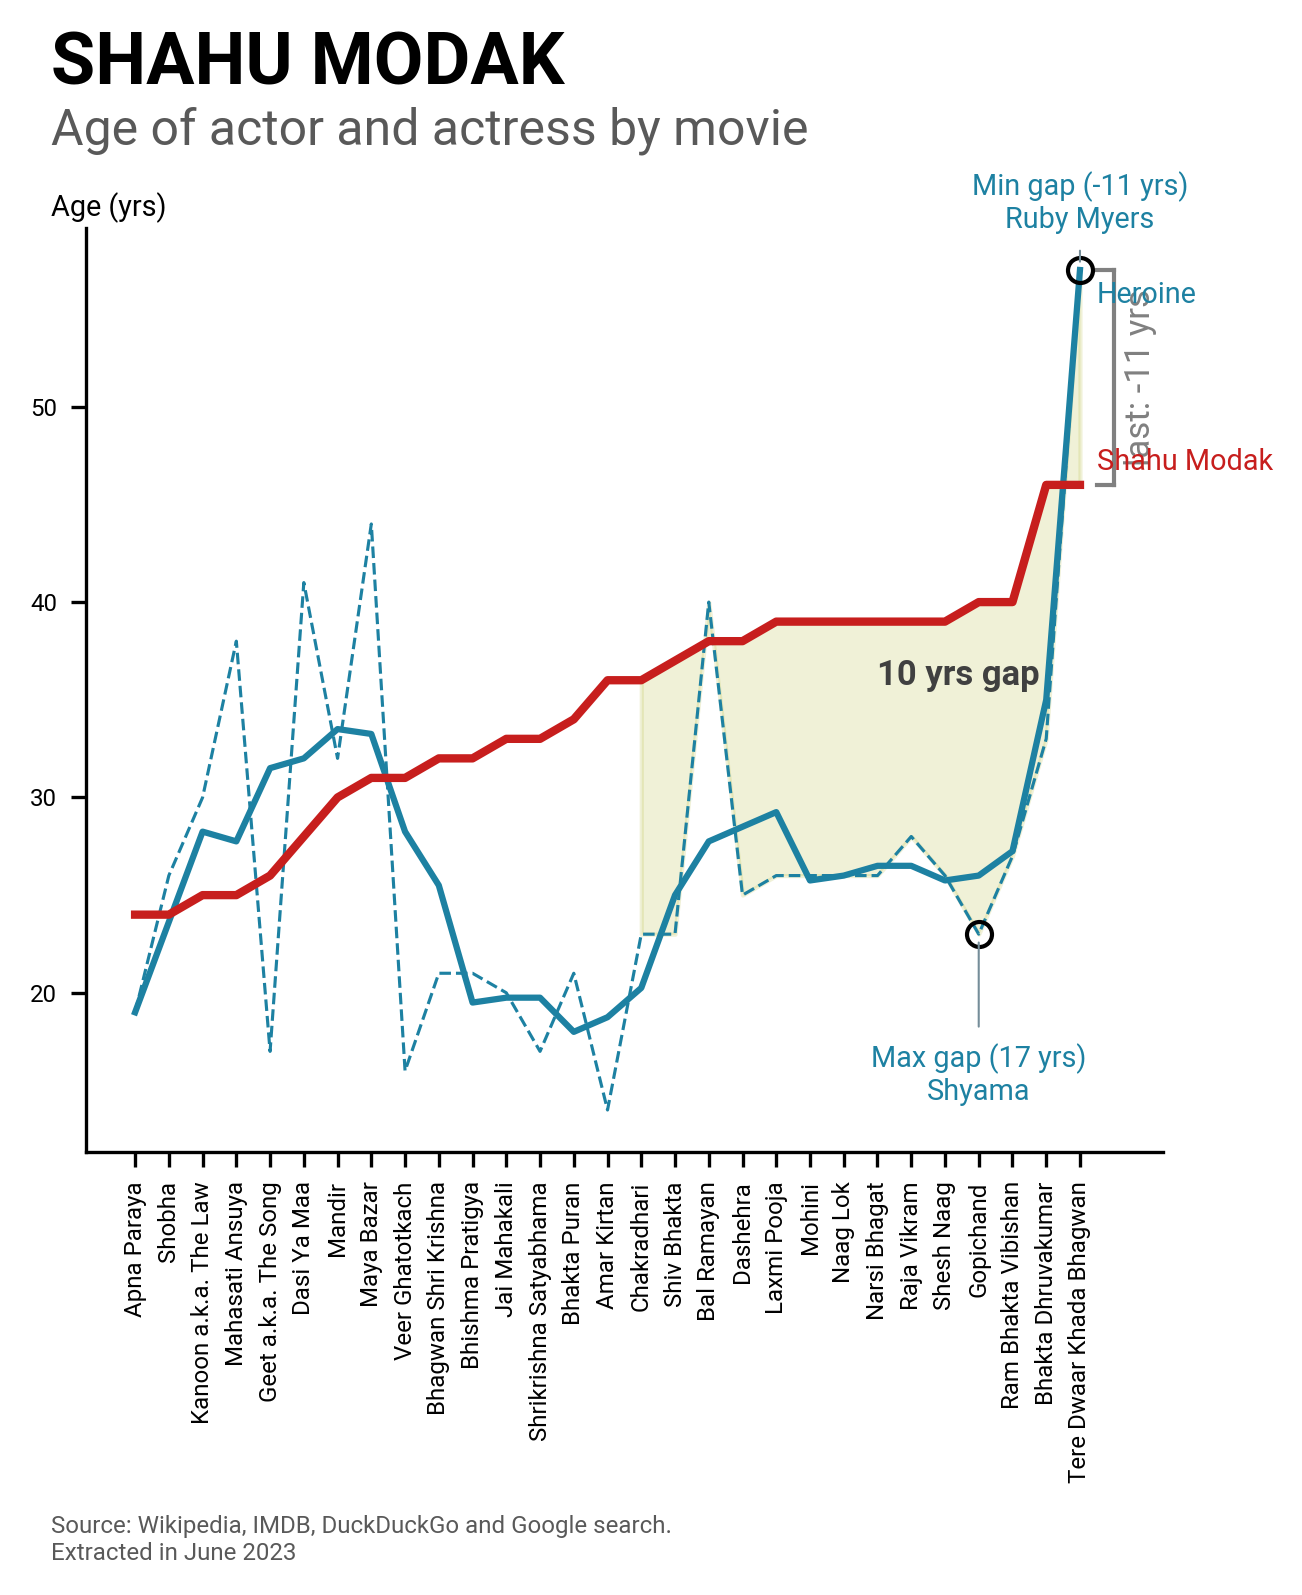 SHAHU MODAK
Age of actor and actress by movie
Age (yrs)
Min gap (-11 yrs)
Ruby Myers
Heroine
last: -11 yrs
Shahu Modak
50
40
30
20
10 yrs gap
Max gap (17 yrs)
Shyama
Apna Paraya
Shobha
Kanoon a.k.a. The Law
Mahasati Ansuya
Geet a.k.a. The Song
Dasi Ya Maa
Mandir
Maya Bazar
Veer Ghatotkach
Bhagwan Shri Krishna
Bhishma Pratigya
Jai Mahakali
Shrikrishna Satyabhama
Bhakta Puran
Amar Kirtan
Chakradhari
Shiv Bhakta
Bal Ramayan
Dashehra
Laxmi Pooja
Mohini
Naag Lok
Narsi Bhagat
Raja Vikram
Shesh Naag
Gopichand
Ram Bhakta Vibishan
Bhakta Dhruvakumar
Tere Dwaar Khada Bhagwan
Source: Wikipedia, IMDB, DuckDuckGo and Google search.
Extracted in June 2023